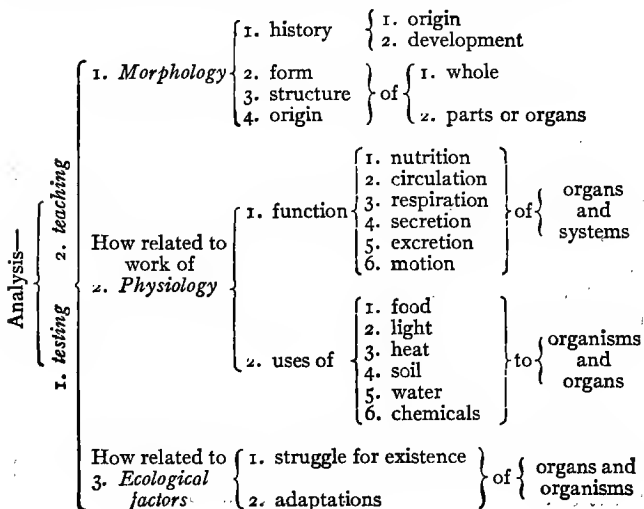 Analysis—
1. testing 2. teaching
1. Morphology
1. history
1. origin
2. development
2. form
3. structure
4. origin
of
1. whole
2. parts or organs
How related to
work of
2. Physiology
1. function
1. nutrition
2. circulation
3. respiration
4. secretion
5. excretion
6. motion
of
organs
and
systems
2. uses of
1. food
2. light
3. heat
4. soil
5. water
6. chemicals
to
organisms
and
organs
How related to
3. Ecological
factors
1. struggle for existence
2. adaptations
of
organs and
organisms